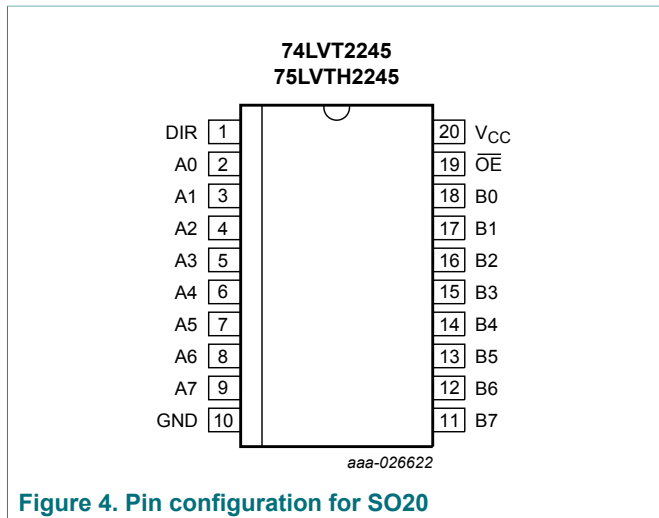 74LVT2245
75LVTH2245
DIR 1
A0 2
A1 3
A2 4
A3 5
A4 6
A5 7
A6 8
A7 9
GND 10
20 VCC
19 OE
18 B0
17 B1
16 B2
15 B3
14 B4
13 B5
12 B6
11 B7
aaa-026622
Figure 4. Pin configuration for SO20